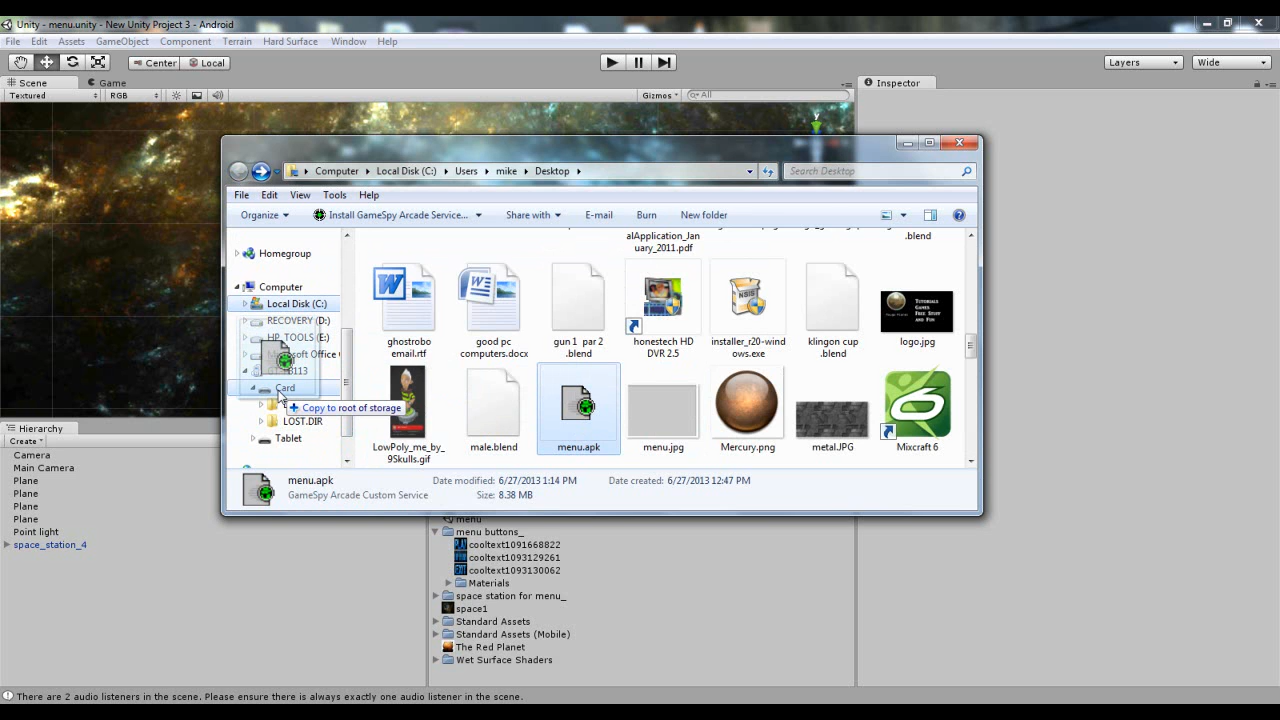 Unity - menu.unity - New Unity Project 3 - Android
File Edit Assets GameObject Component Terrain Hard Surface Window Help
Center Local Layers Wide
Scene Game Inspector
Textured RGB Gizmos All
y
Computer Local Disk (C:) Users mike Desktop Search Desktop
File Edit View Tools Help
Organize Install GameSpy Arcade Service... Share with E-mail Burn New folder
Homegroup
Computer
Local Disk (C:)
RECOVERY (D:)
HP_TOOLS (E:)
Office
Card
Copy to root of storage
LOST.DIR
Tablet
alApplication_Jan
uary_2011.pdf
.blend
ghostrobo
email.rtf
good pc
computers.docx
gun 1 par 2
.blend
honestech HD
DVR 2.5
installer_r20-win
dows.exe
klingon cup
.blend
logo.jpg
LowPoly_me_by_
9Skulls.gif
male.blend
menu.apk
menu.jpg
Mercury.png
metal.JPG
Mixcraft 6
menu.apk Date modified: 6/27/2013 1:14 PM Date created: 6/27/2013 12:47 PM
GameSpy Arcade Custom Service Size: 8.38 MB
Hierarchy
Create
Camera
Main Camera
Plane
Plane
Plane
Plane
Point light
space_station_4
menu
menu buttons_
cooltext1091668822
cooltext1093129261
cooltext1093130062
Materials
space station for menu_
space1
Standard Assets
Standard Assets (Mobile)
The Red Planet
Wet Surface Shaders
There are 2 audio listeners in the scene. Please ensure there is always exactly one audio listener in the scene.